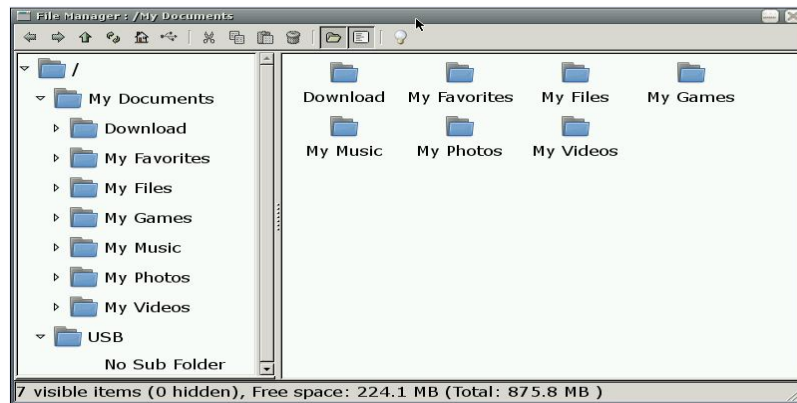 File Manager : /My Documents
/
My Documents
Download
My Favorites
My Files
My Games
My Music
My Photos
My Videos
USB
No Sub Folder
Download My Favorites My Files My Games
My Music My Photos My Videos
7 visible items (0 hidden), Free space: 224.1 MB (Total: 875.8 MB )